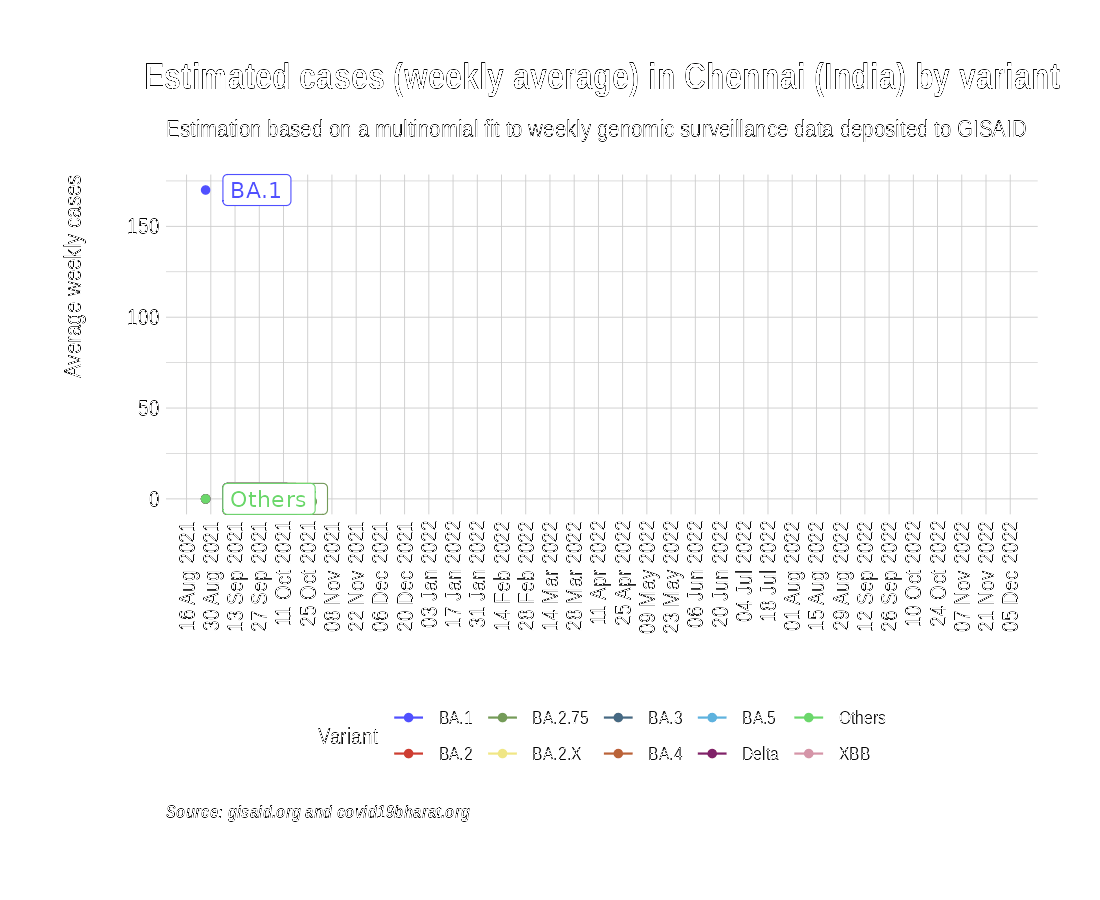 Estimated cases (weekly average) in Chennai (India) by variant
Estimation based on a multinomial fit to weekly genomic surveillance data deposited to GISAID
Average weekly cases
150
100
50
0
BA.1
Others
16 Aug 2021
30 Aug 2021
13 Sep 2021
27 Sep 2021
11 Oct 2021
25 Oct 2021
08 Nov 2021
22 Nov 2021
06 Dec 2021
20 Dec 2021
03 Jan 2022
17 Jan 2022
31 Jan 2022
14 Feb 2022
28 Feb 2022
14 Mar 2022
28 Mar 2022
11 Apr 2022
25 Apr 2022
09 May 2022
23 May 2022
06 Jun 2022
20 Jun 2022
04 Jul 2022
18 Jul 2022
01 Aug 2022
15 Aug 2022
29 Aug 2022
12 Sep 2022
26 Sep 2022
10 Oct 2022
24 Oct 2022
07 Nov 2022
21 Nov 2022
05 Dec 2022
Variant
BA.1 BA.2.75 BA.3 BA.5 Others
BA.2 BA.2.X BA.4 Delta XBB
Source: gisaid.org and covid19bharat.org